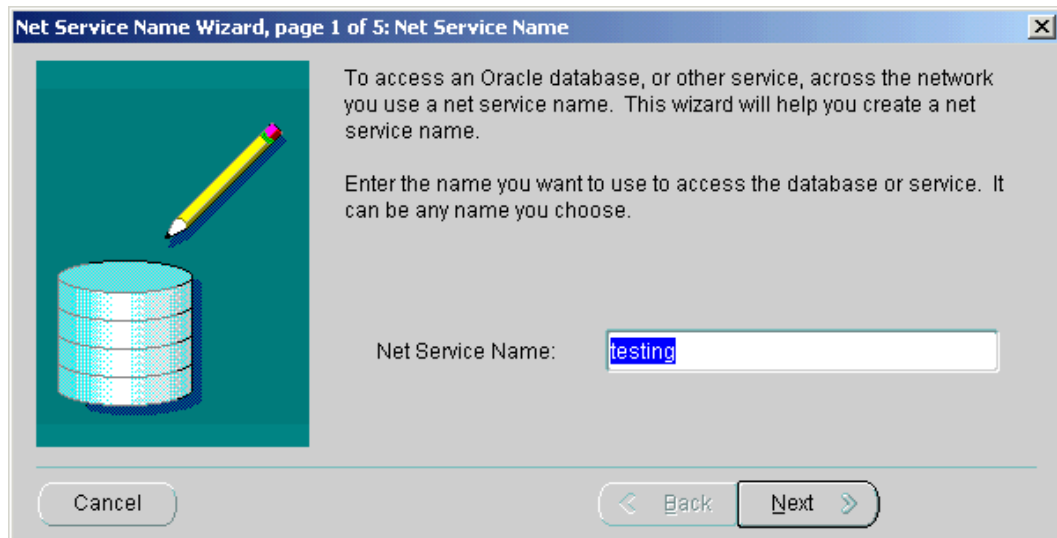 Net Service Name Wizard, page 1 of 5: Net Service Name
To access an Oracle database, or other service, across the network
you use a net service name. This wizard will help you create a net
service name.
Enter the name you want to use to access the database or service. It
can be any name you choose.
Net Service Name: testing
Cancel Back Next